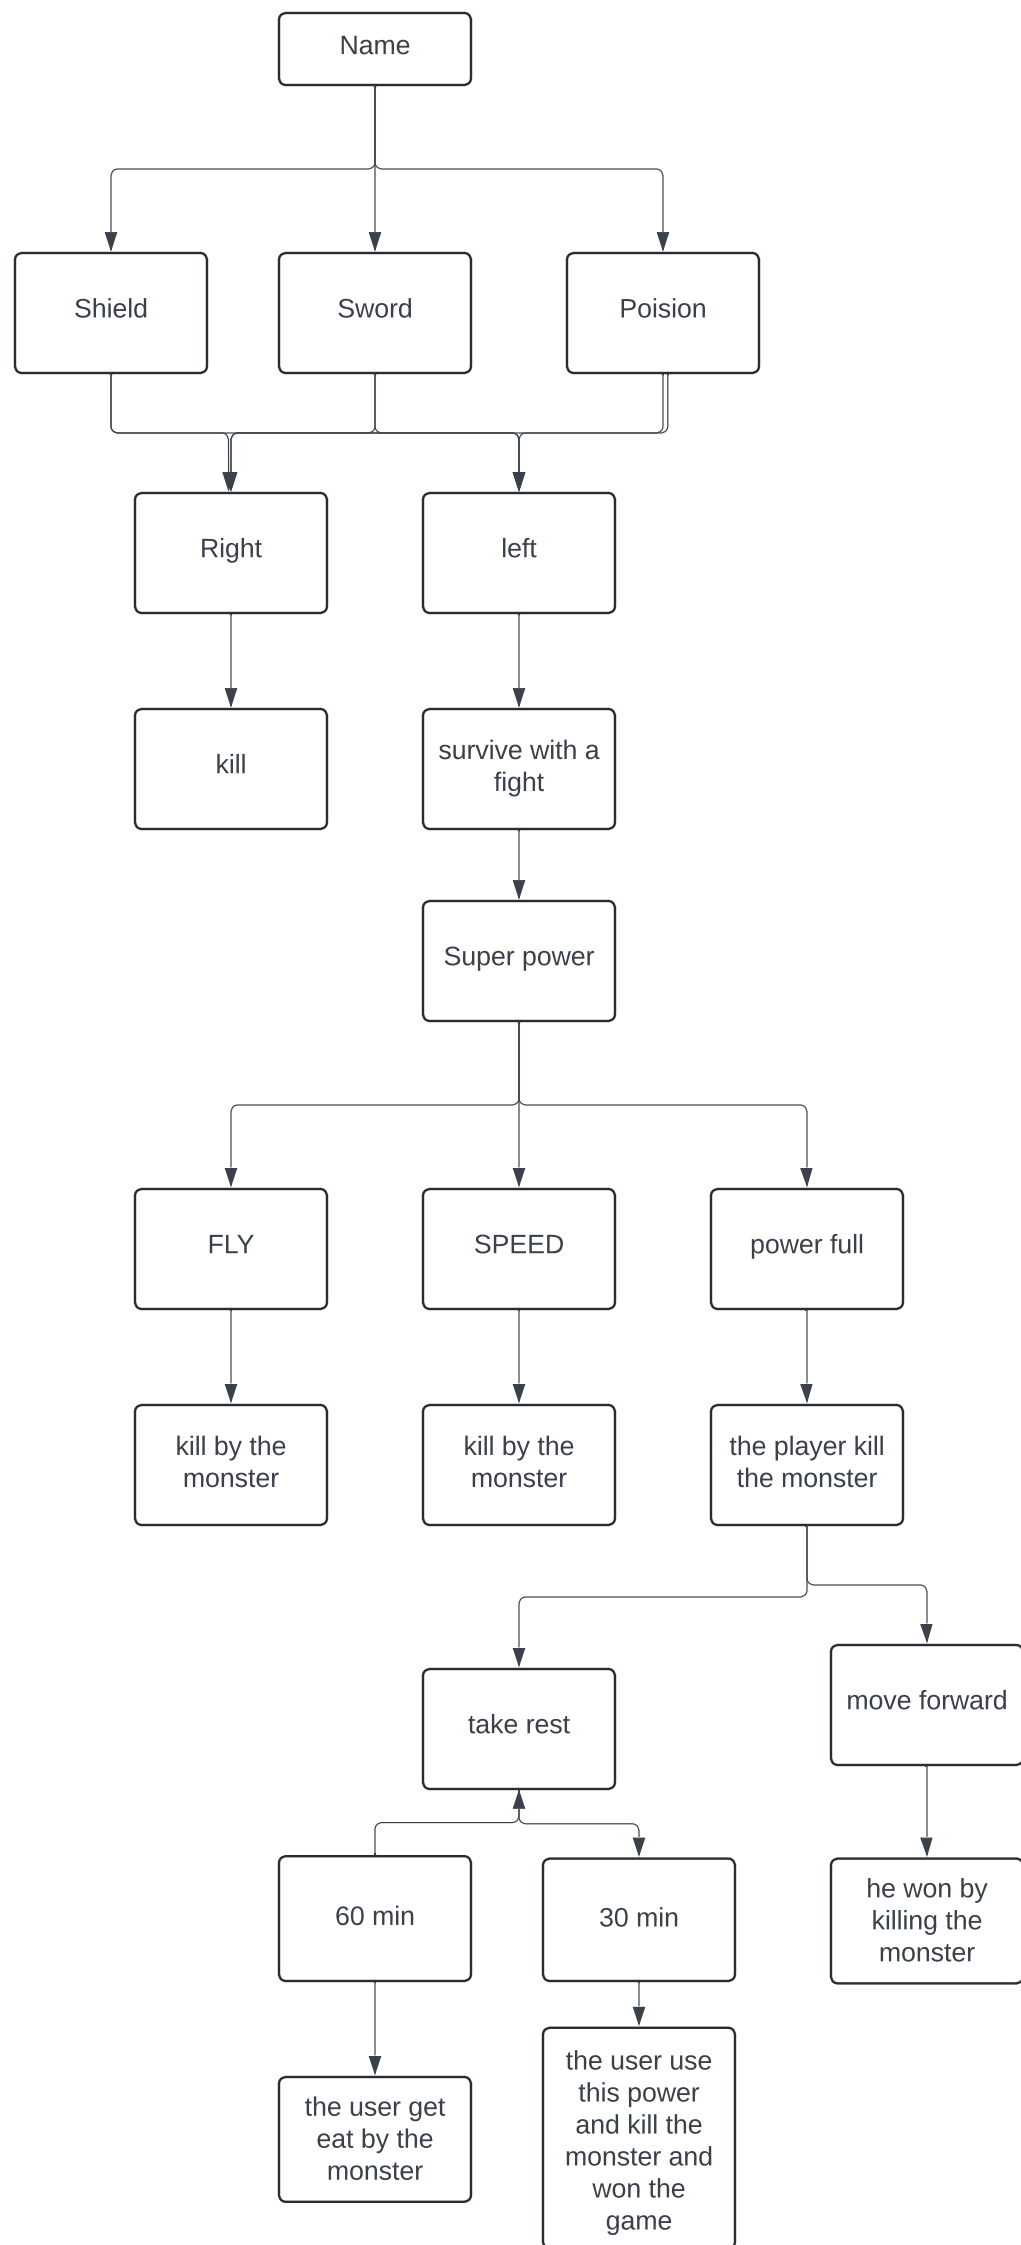 Name
Shield
Sword
Poision
Right
left
kill
survive with a
fight
Super power
FLY
SPEED
power full
kill by the
monster
kill by the
monster
the player kill
the monster
take rest
move forward
60 min
30 min
he won by
killing the
monster
the user get
eat by the
monster
the user use
this power
and kill the
monster and
won the
game